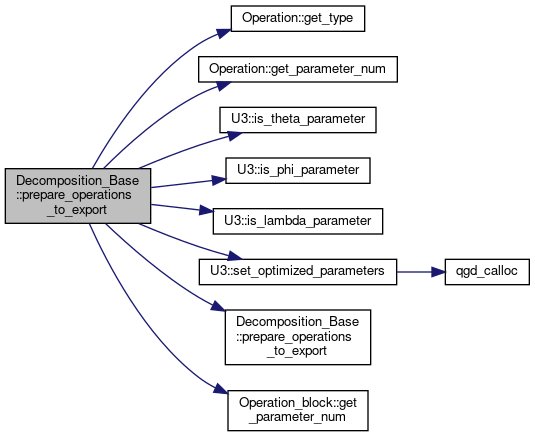 Operation::get_type
Operation::get_parameter_num
U3::is_theta_parameter
U3::is_phi_parameter
Decomposition_Base
::prepare_operations
_to_export
U3::is_lambda_parameter
U3::set_optimized_parameters
qgd_calloc
Decomposition_Base
::prepare_operations
_to_export
Operation_block::get
_parameter_num